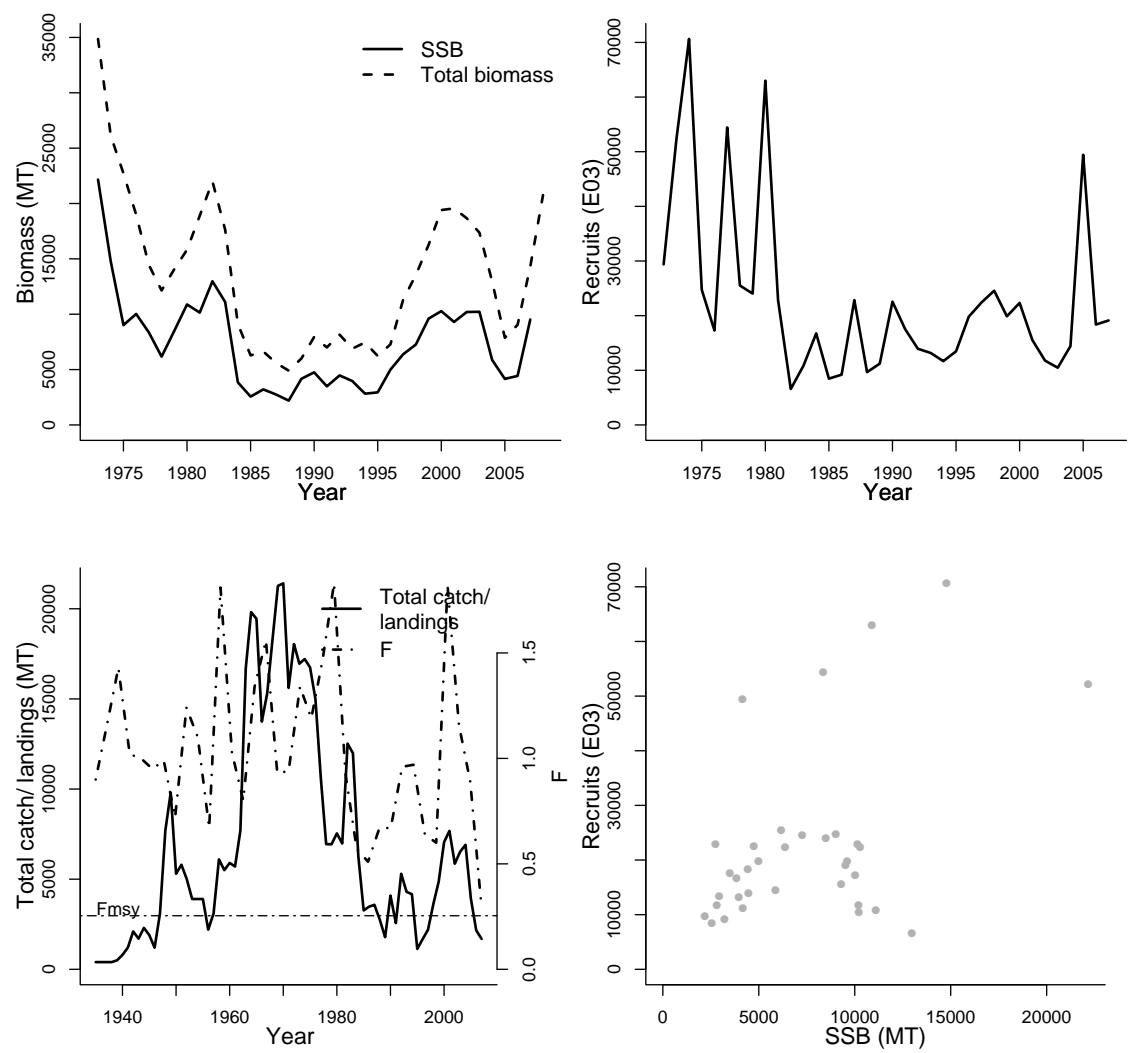 SSB
Total biomass
Biomass (MT)
0
5000
15000
25000
35000
1975 1980 1985 1990 1995 2000 2005
Year
Recruits (E03)
0
10000
30000
50000
70000
1975 1980 1985 1990 1995 2000 2005
Year
Total catch/
landings
F
Fmsy
Total catch/ landings (MT)
0
5000
10000
15000
20000
0.0
0.5
1.0
1.5
F
1940 1960 1980 2000
Year
Recruits (E03)
0
10000
30000
50000
70000
0 5000 10000 15000 20000
SSB (MT)